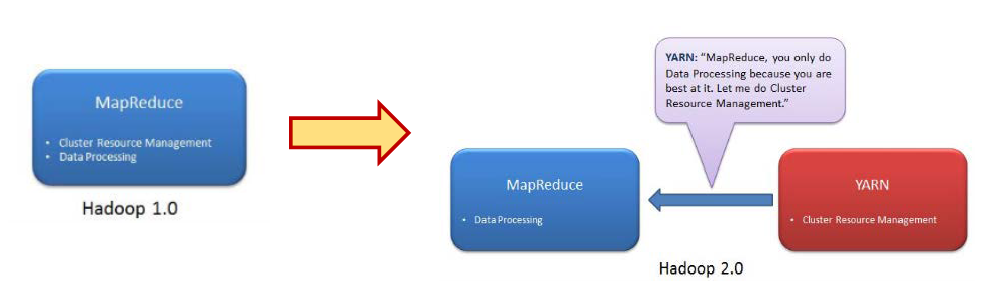 MapReduce
• Cluster Resource Management
• Data Processing
Hadoop 1.0
YARN: “MapReduce, you only do
Data Processing because you are
best at it. Let me do Cluster
Resource Management.”
MapReduce
• Data Processing
YARN
• Cluster Resource Management
Hadoop 2.0